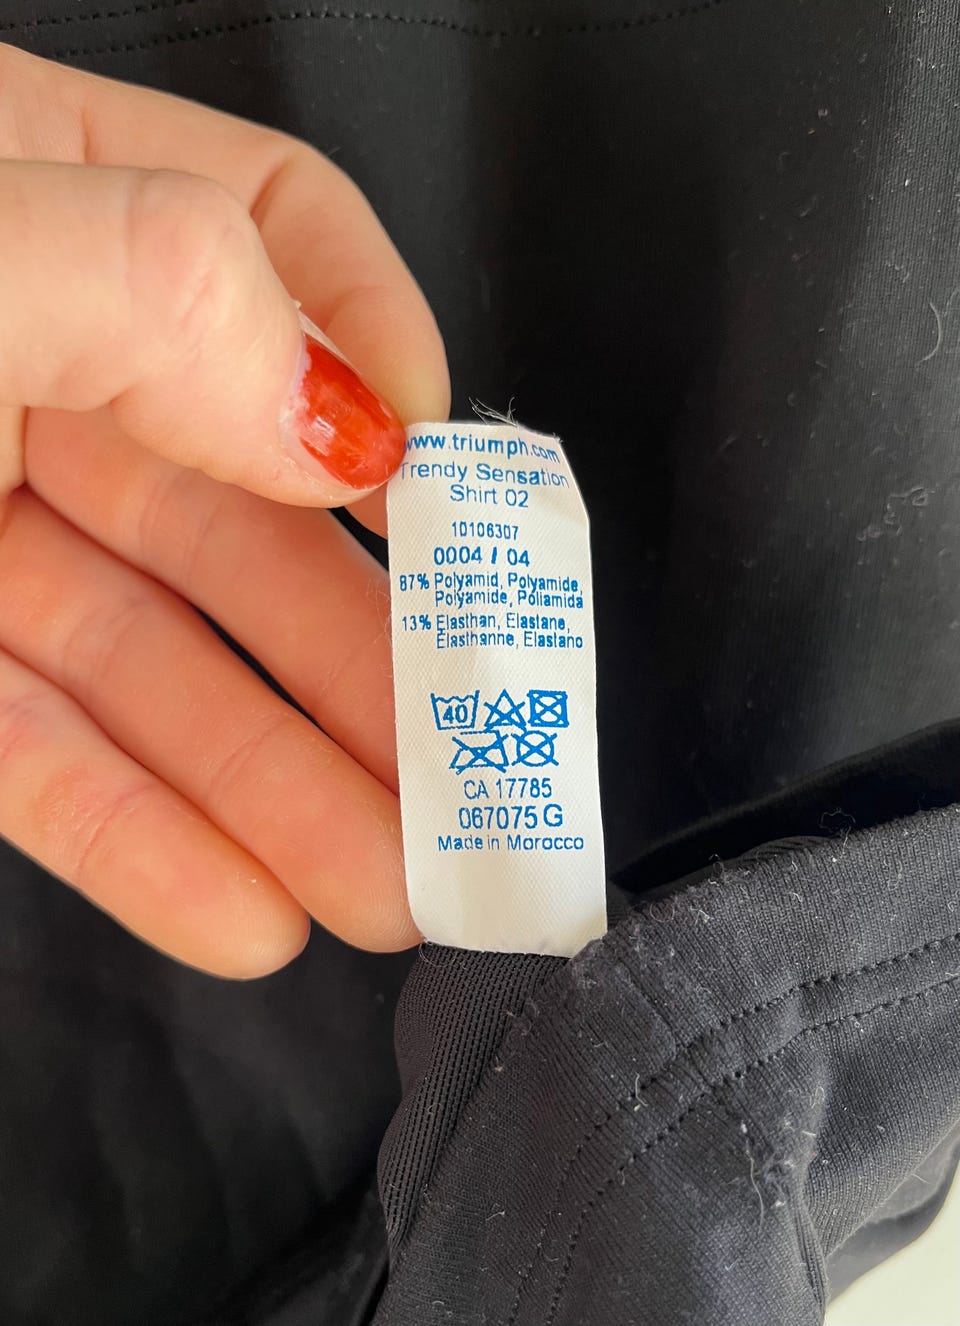 www.triumph.com
Trendy Sensation
Shirt 02
10106307
0004 / 04
87% Polyamid, Polyamide,
Polyamide, Poliamida
13% Elasthan, Elastane,
Élasthanne, Elastano
40
CA 17785
067075 G
Made in Morocco